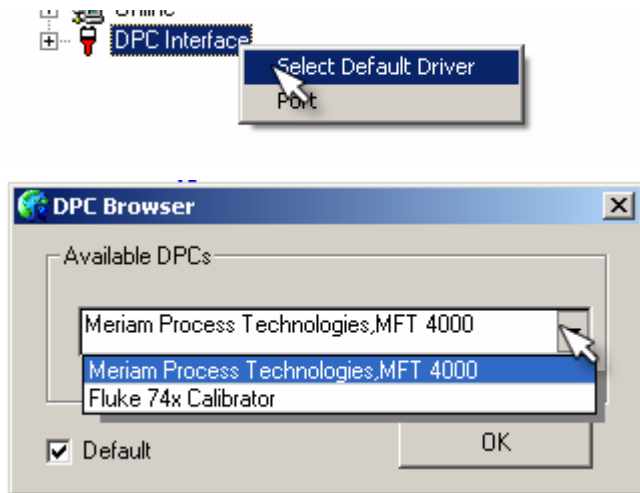 Online
DPC Interface
Select Default Driver
Port
DPC Browser
Available DPCs
Meriam Process Technologies,MFT 4000
Meriam Process Technologies,MFT 4000
Fluke 74x Calibrator
Default
OK